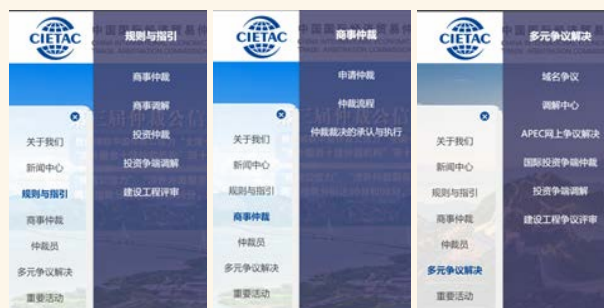 CIETAC
规则与指引
商事仲裁
商事调解
投资仲裁
投资争端调解
建设工程评审
关于我们
新闻中心
规则与指引
商事仲裁
仲裁员
多元争议解决
重要活动
CIETAC
商事仲裁
申请仲裁
仲裁流程
仲裁裁决的承认与执行
关于我们
新闻中心
规则与指引
商事仲裁
仲裁员
多元争议解决
重要活动
CIETAC
多元争议解决
域名争议
调解中心
APEC网上争议解决
国际投资争端仲裁
投资争端调解
建设工程争议评审
关于我们
新闻中心
规则与指引
商事仲裁
仲裁员
多元争议解决
重要活动